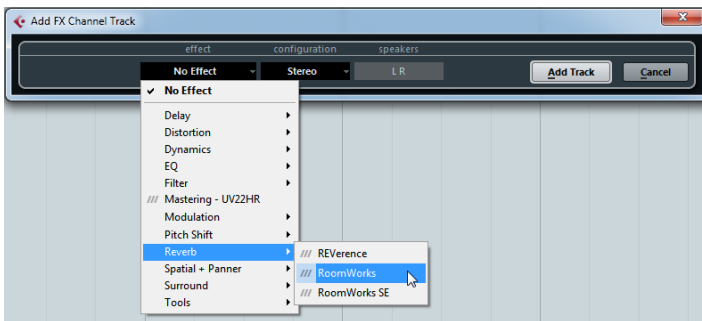 Add FX Channel Track
effect configuration speakers
No Effect Stereo L R Add Track Cancel
No Effect
Delay
Distortion
Dynamics
EQ
Filter
Mastering - UV22HR
Modulation
Pitch Shift
Reverb
REVerence
Spatial + Panner
RoomWorks
Surround
RoomWorks SE
Tools